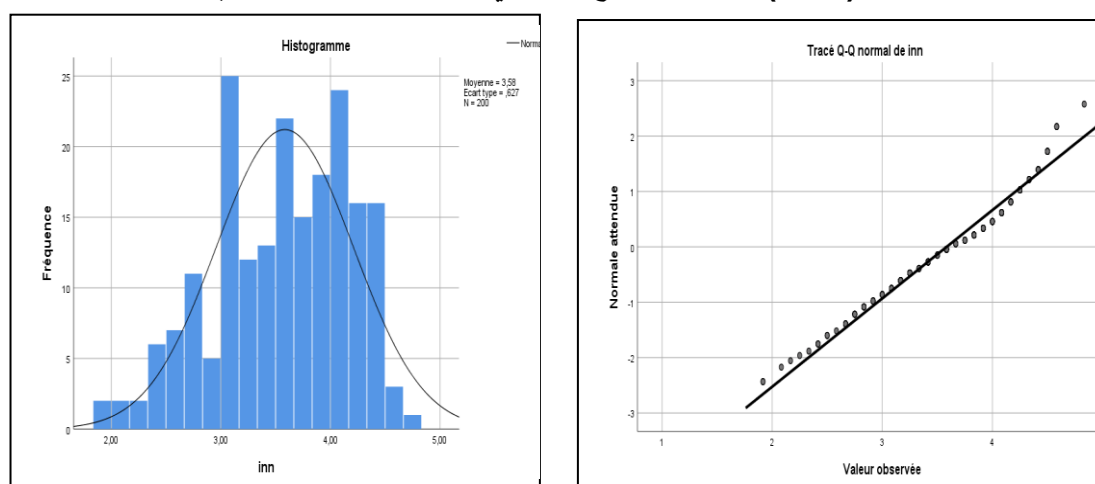 Histogramme
Norma
Moyenne = 3,58
Ecart type = ,627
N = 200
Fréquence
25
20
15
10
5
0
2,00 3,00 4,00 5,00
inn
Tracé Q-Q normal de inn
Normale attendue
3
2
1
0
-1
-2
-3
1 2 3 4
Valeur observée